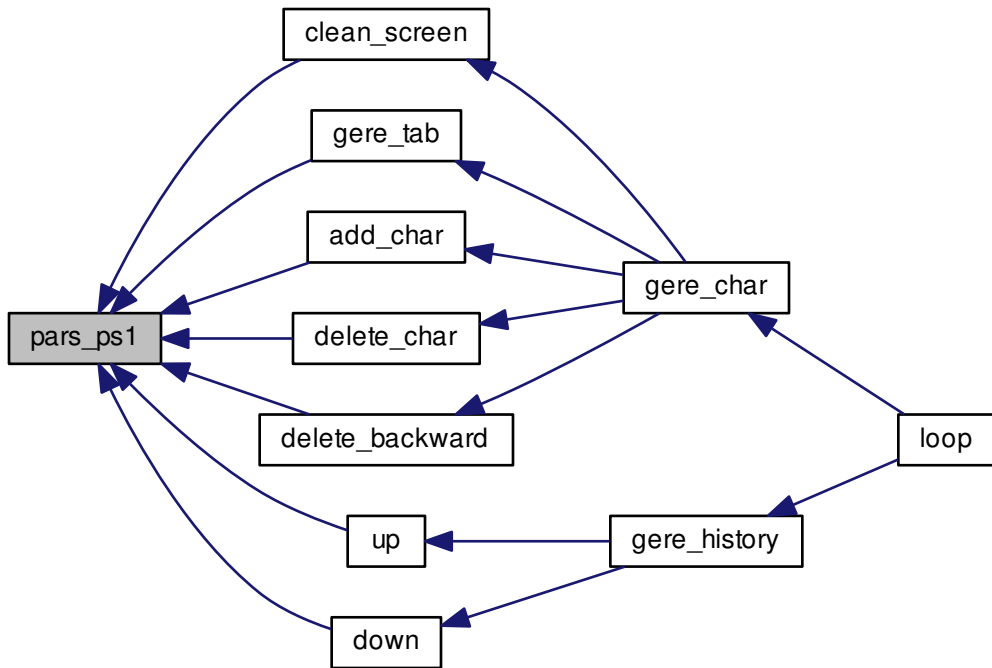 clean_screen
gere_tab
add_char
gere_char
pars_ps1
delete_char
delete_backward
loop
up
gere_history
down